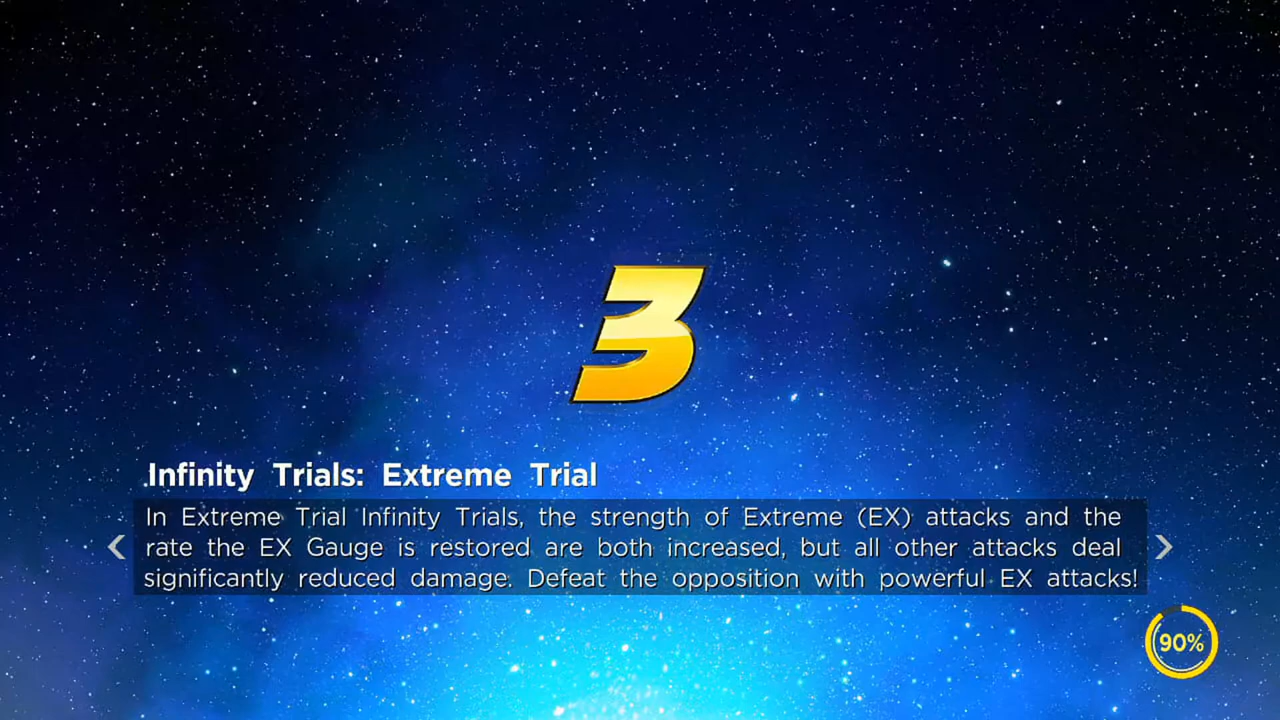 3
Infinity Trials: Extreme Trial
In Extreme Trial Infinity Trials, the strength of Extreme (EX) attacks and the
rate the EX Gauge is restored are both increased, but all other attacks deal
significantly reduced damage. Defeat the opposition with powerful EX attacks!
90%